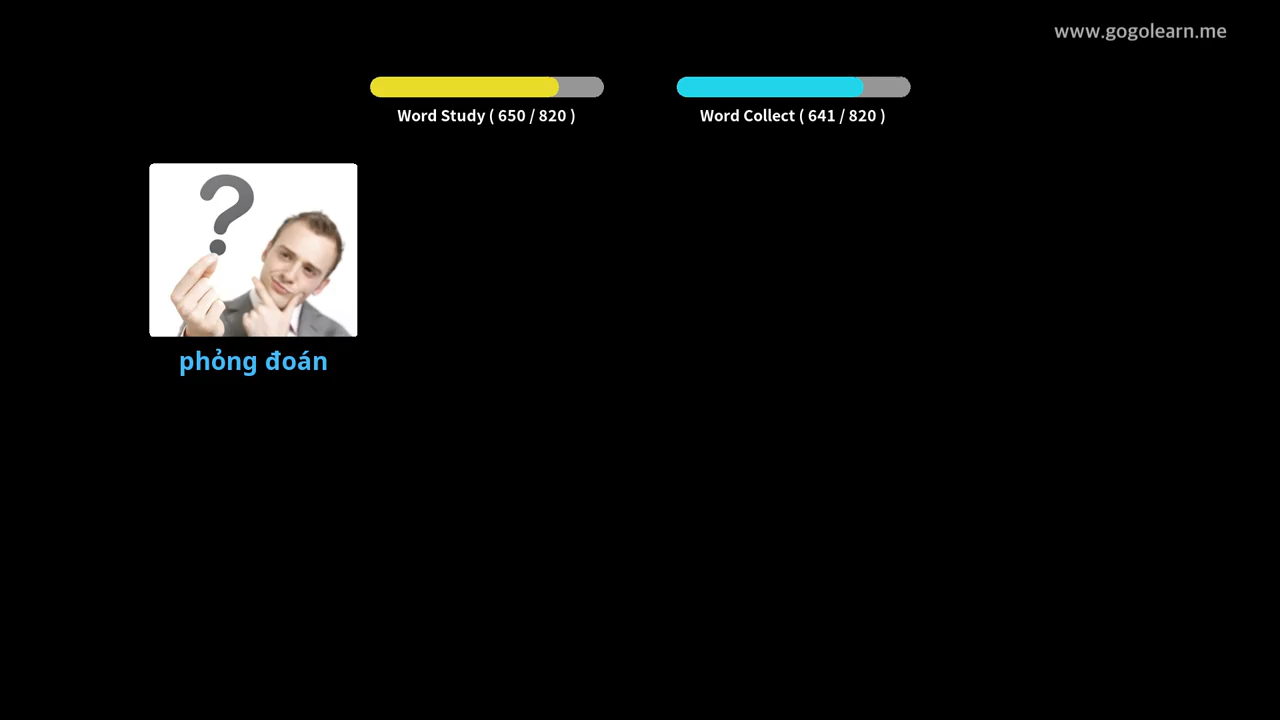 www.gogolearn.me
Word Study ( 650 / 820 )
Word Collect ( 641 / 820 )
?
phỏng đoán